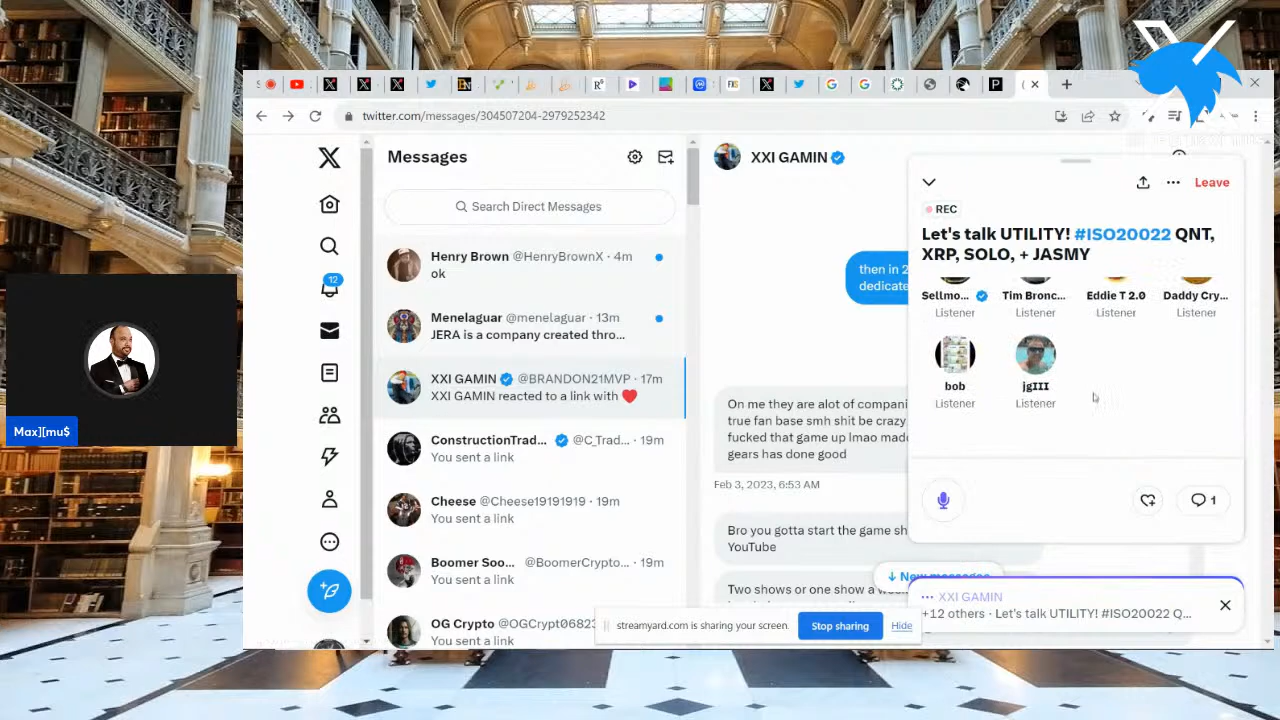 twitter.com/messages/304507204-2979252342
Messages
XXI GAMIN
Search Direct Messages
12
Henry Brown @HenryBrownX · 4m
ok
Menelaguar @menelaguar · 13m
JERA is a company created thro...
XXI GAMIN @BRANDON21MVP · 17m
XXI GAMIN reacted to a link with ❤️
ConstructionTrad... @C_Trad... · 19m
You sent a link
Cheese @Cheese19191919 · 19m
You sent a link
Boomer Soo... @BoomerCrypto... · 19m
You sent a link
OG Crypto @OGCrypt06823
You sent a link
then in 2
dedicate
On me they are alot of compani
true fan base smh shit be crazy
fucked that game up lmao mad
gears has done good
Feb 3, 2023, 6:53 AM
Bro you gotta start the game sh
YouTube
Two shows or one show a wee
New messages
Leave
REC
Let's talk UTILITY! #ISO20022 QNT,
XRP, SOLO, + JASMY
Sellmo... Tim Bronc... Eddie T 2.0 Daddy Cry...
Listener Listener Listener Listener
bob jgIII
Listener Listener
1
XXI GAMIN
+12 others · Let's talk UTILITY! #ISO20022 Q...
streamyard.com is sharing your screen.
Stop sharing
Hide
Max][mu$